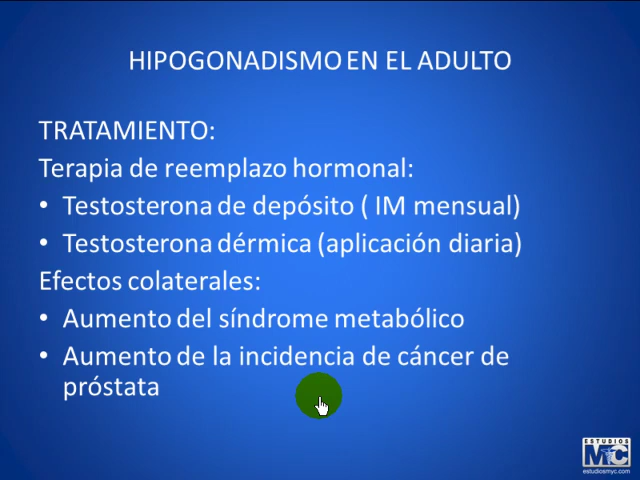 HIPOGONADISMO EN EL ADULTO
TRATAMIENTO:
Terapia de reemplazo hormonal:
• Testosterona de depósito ( IM mensual)
• Testosterona dérmica (aplicación diaria)
Efectos colaterales:
• Aumento del síndrome metabólico
• Aumento de la incidencia de cáncer de
próstata
ESTUDIOS
MyC
estudiosmyc.com